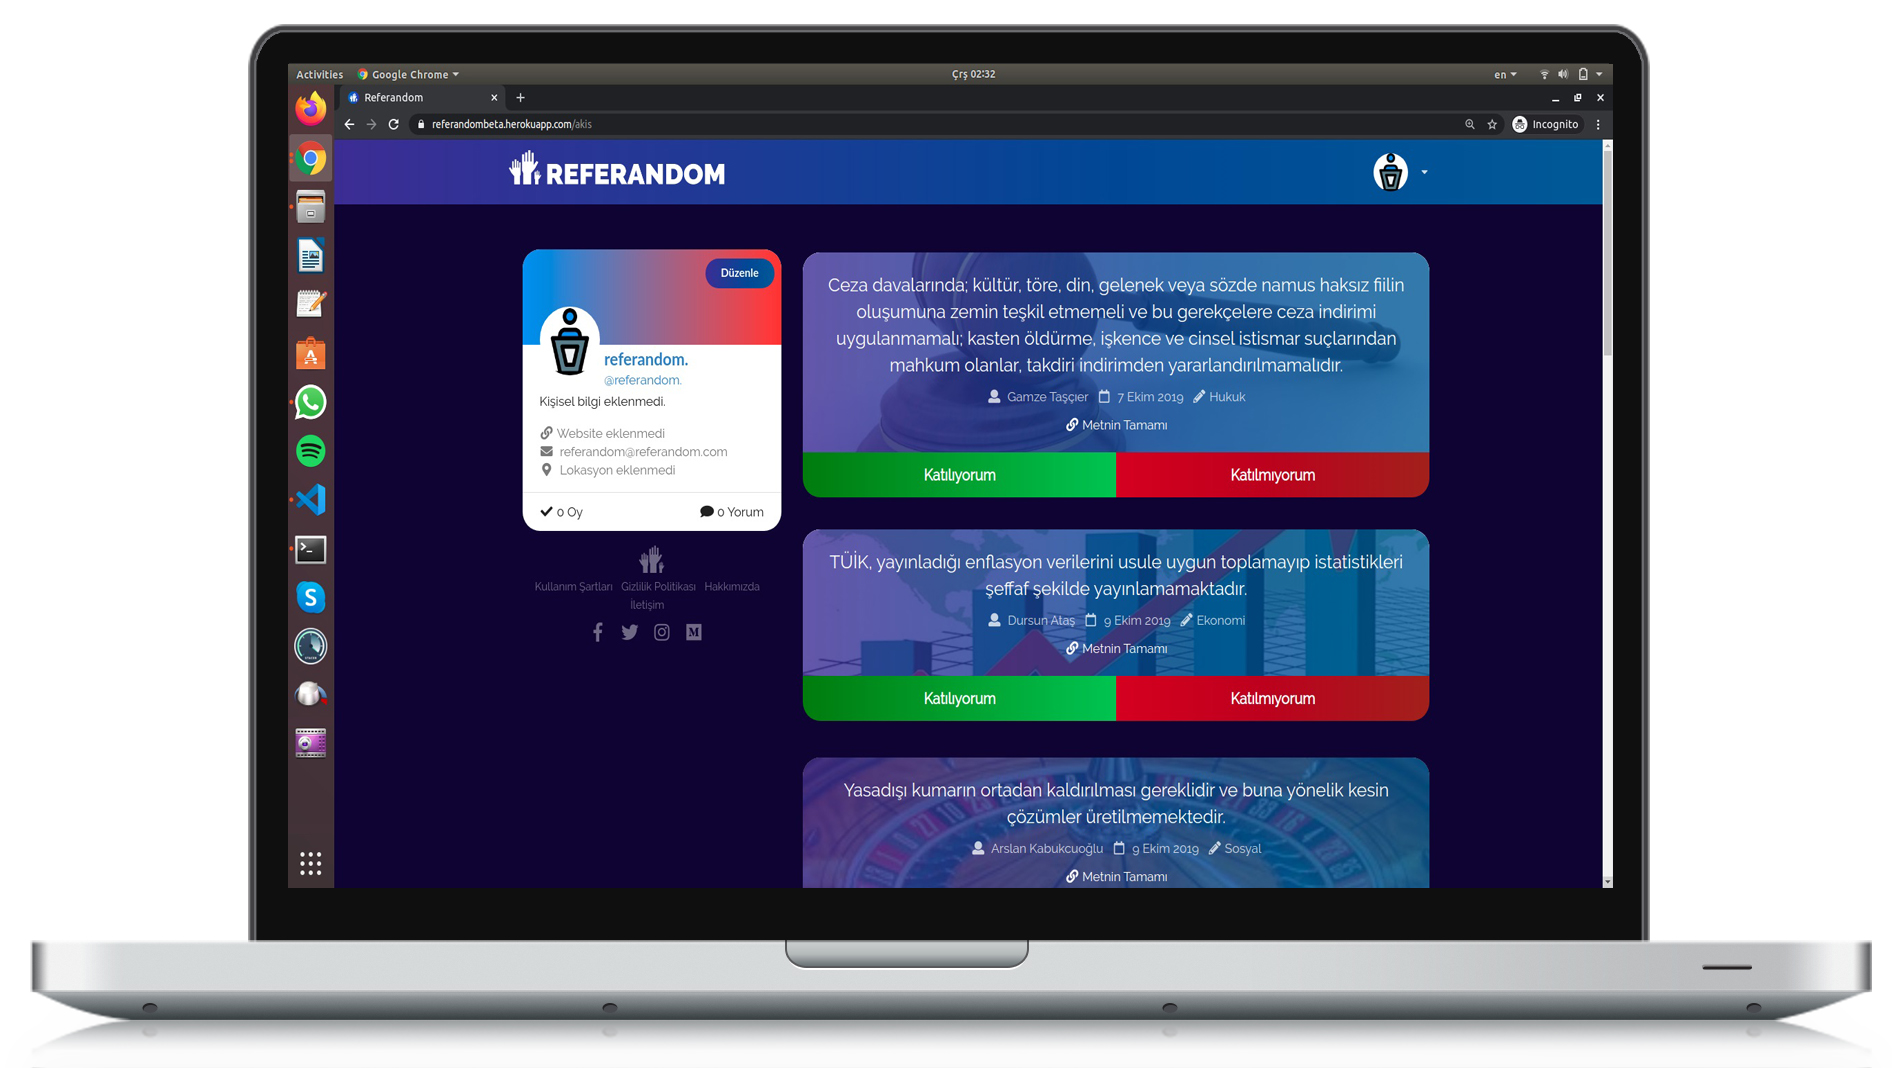 Activities Google Chrome Çrş 02:32 en
Referandom
referandombeta.herokuapp.com/akis Incognito
REFERANDOM
Düzenle
referandom.
@referandom.
Kişisel bilgi eklenmedi.
Website eklenmedi
referandom@referandom.com
Lokasyon eklenmedi
0 Oy 0 Yorum
Kullanım Şartları Gizlilik Politikası Hakkımızda
İletişim
Ceza davalarında; kültür, töre, din, gelenek veya sözde namus haksız fiilin
oluşumuna zemin teşkil etmemeli ve bu gerekçelere ceza indirimi
uygulanmamalı; kasten öldürme, işkence ve cinsel istismar suçlarından
mahkum olanlar, takdiri indirimden yararlandırılmamalıdır.
Gamze Taşçıer 7 Ekim 2019 Hukuk
Metnin Tamamı
Katılıyorum Katılmıyorum
TÜİK, yayınladığı enflasyon verilerini usule uygun toplamayıp istatistikleri
şeffaf şekilde yayınlamamaktadır.
Dursun Ataş 9 Ekim 2019 Ekonomi
Metnin Tamamı
Katılıyorum Katılmıyorum
Yasadışı kumarın ortadan kaldırılması gereklidir ve buna yönelik kesin
çözümler üretilmemektedir.
Arslan Kabukcuoğlu 9 Ekim 2019 Sosyal
Metnin Tamamı